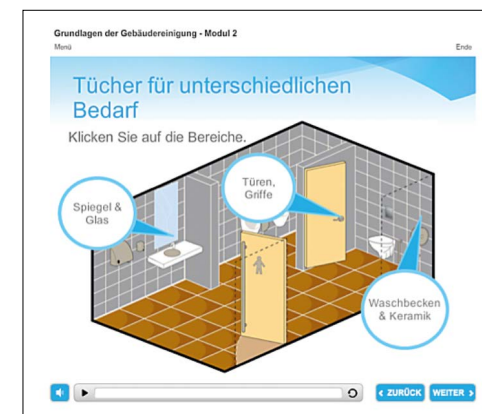 Grundlagen der Gebäudereinigung - Modul 2
Menü
Ende
Tücher für unterschiedlichen
Bedarf
Klicken Sie auf die Bereiche.
Spiegel &
Glas
Türen,
Griffe
Waschbecken
& Keramik
ZURÜCK
WEITER